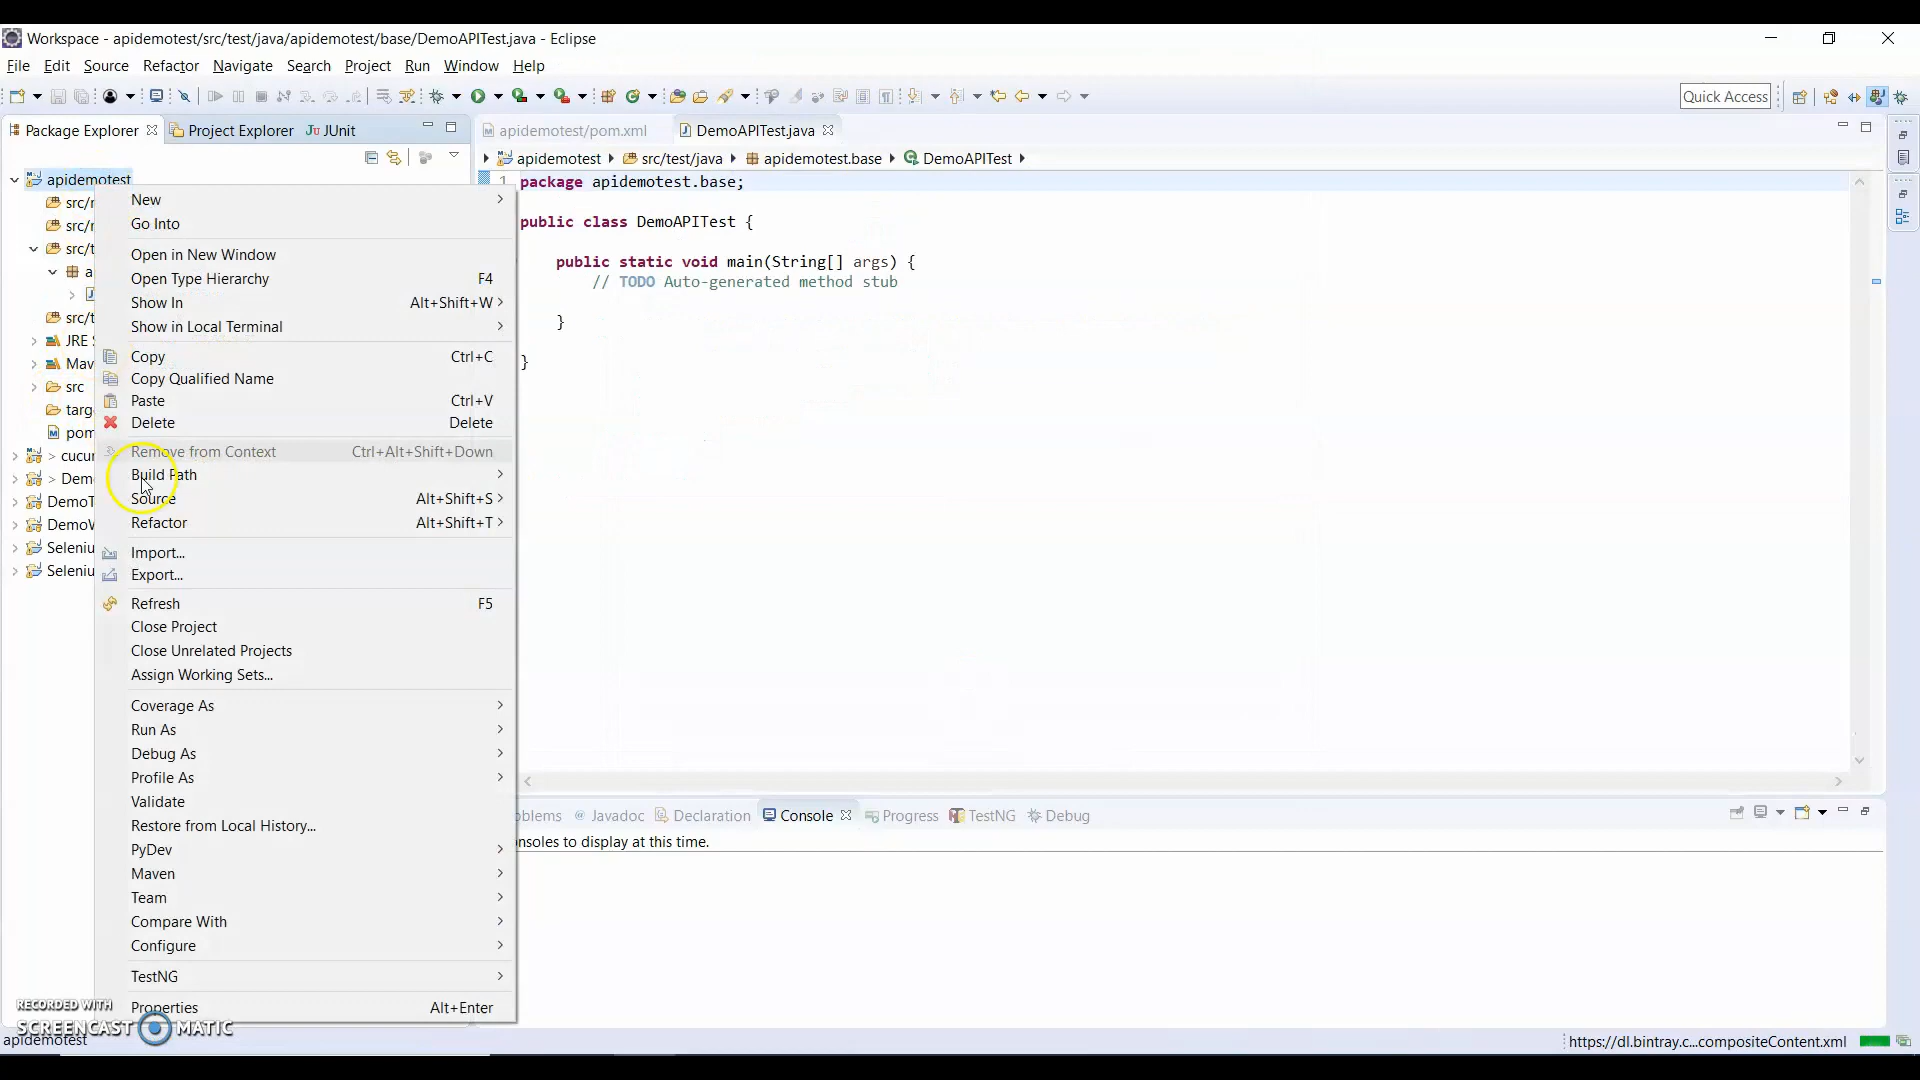 Workspace - apidemotest/src/test/java/apidemotest/base/DemoAPITest.java - Eclipse
File Edit Source Refactor Navigate Search Project Run Window Help
Quick Access
Package Explorer Project Explorer JUnit apidemotest/pom.xml DemoAPITest.java
apidemotest src/test/java apidemotest.base DemoAPITest
apidemotest
1 package apidemotest.base;
New
Go Into
public class DemoAPITest {
Open in New Window
public static void main(String[] args) {
Open Type Hierarchy F4
// TODO Auto-generated method stub
Show In Alt+Shift+W
Show in Local Terminal
}
JRE
Copy Ctrl+C
}
Mav
Copy Qualified Name
src
Paste Ctrl+V
Delete Delete
Remove from Context Ctrl+Alt+Shift+Down
Build Path
Source Alt+Shift+S
Refactor Alt+Shift+T
Import...
Seleniu
Export...
Seleniu
Refresh F5
Close Project
Close Unrelated Projects
Assign Working Sets...
Coverage As
Run As
Debug As
Profile As
Validate
oblems Javadoc Declaration Console Progress TestNG Debug
Restore from Local History...
onsoles to display at this time.
PyDev
Maven
Team
Compare With
Configure
TestNG
Properties Alt+Enter
RECORDED WITH
SCREENCAST MATIC
apidemotest
https://dl.bintray.c...compositeContent.xml